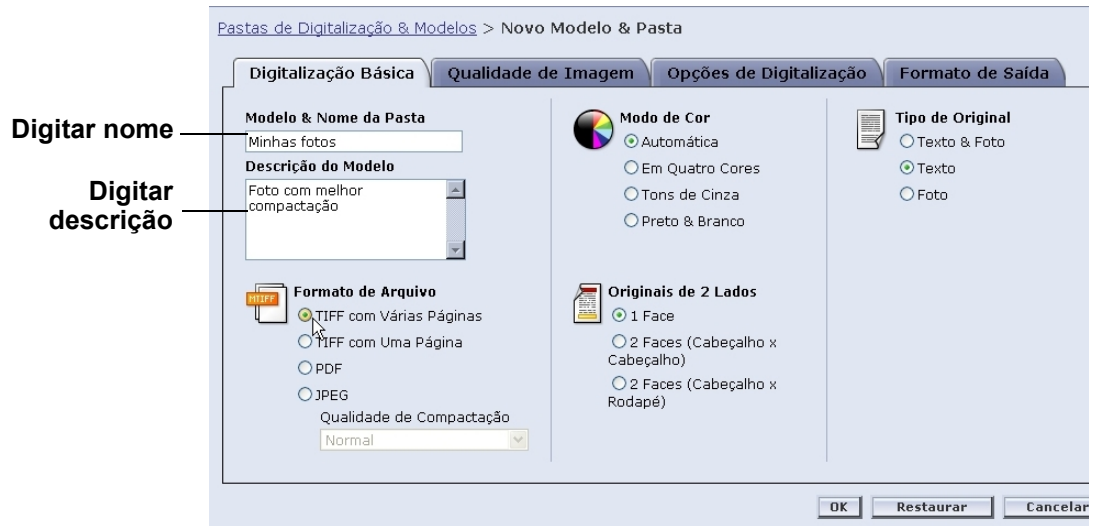 Pastas de Digitalização & Modelos > Novo Modelo & Pasta
Digitalização Básica
Qualidade de Imagem
Opções de Digitalização
Formato de Saída
Digitar nome
Modelo & Nome da Pasta
Minhas fotos
Descrição do Modelo
Digitar
descrição
Foto com melhor
compactação
MTIFF
Formato de Arquivo
TIFF com Várias Páginas
TIFF com Uma Página
PDF
JPEG
Qualidade de Compactação
Normal
Modo de Cor
Automática
Em Quatro Cores
Tons de Cinza
Preto & Branco
Originais de 2 Lados
1 Face
2 Faces (Cabeçalho x
Cabeçalho)
2 Faces (Cabeçalho x
Rodapé)
Tipo de Original
Texto & Foto
Texto
Foto
OK
Restaurar
Cancelar